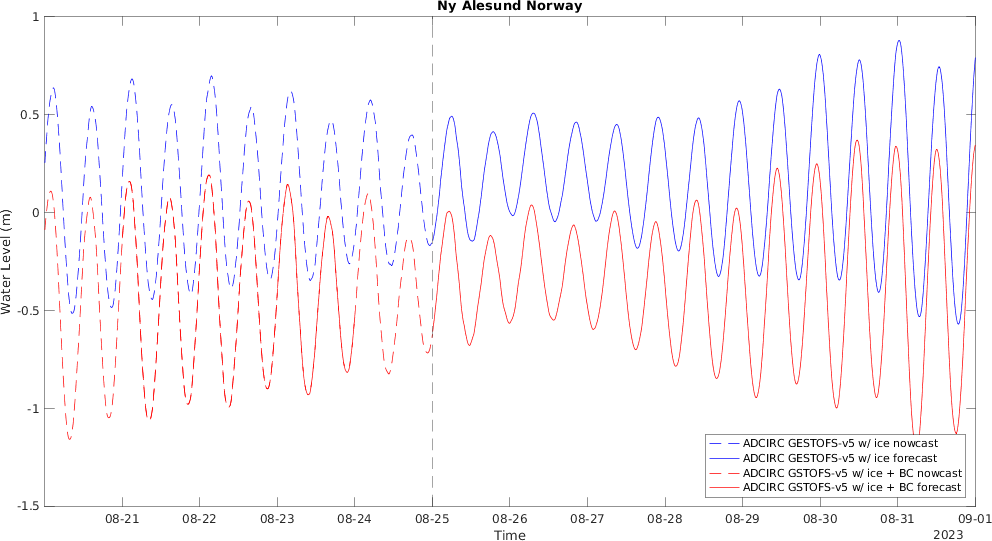 Ny Alesund Norway
1
0.5
0
-0.5
-1
-1.5
Water Level (m)
ADCIRC GESTOFS-v5 w/ ice nowcast
ADCIRC GESTOFS-v5 w/ ice forecast
ADCIRC GSTOFS-v5 w/ ice + BC nowcast
ADCIRC GSTOFS-v5 w/ ice + BC forecast
08-21 08-22 08-23 08-24 08-25 08-26 08-27 08-28 08-29 08-30 08-31 09-01
Time
2023